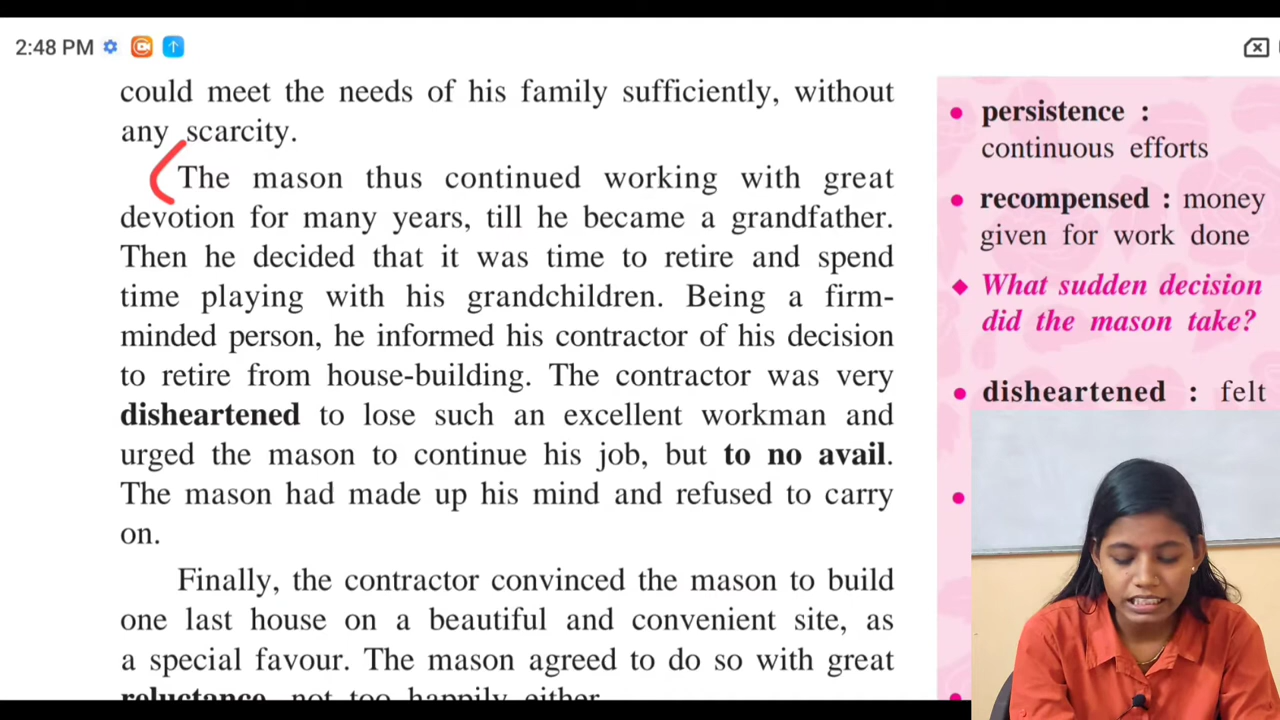 2:48 PM
could meet the needs of his family sufficiently, without
any scarcity.
The mason thus continued working with great
devotion for many years, till he became a grandfather.
Then he decided that it was time to retire and spend
time playing with his grandchildren. Being a firm-
minded person, he informed his contractor of his decision
to retire from house-building. The contractor was very
disheartened to lose such an excellent workman and
urged the mason to continue his job, but to no avail.
The mason had made up his mind and refused to carry
on.
Finally, the contractor convinced the mason to build
one last house on a beautiful and convenient site, as
a special favour. The mason agreed to do so with great
reluctance, not too happily either.
• persistence :
continuous efforts
• recompensed : money
given for work done
◆ What sudden decision
did the mason take?
• disheartened : felt